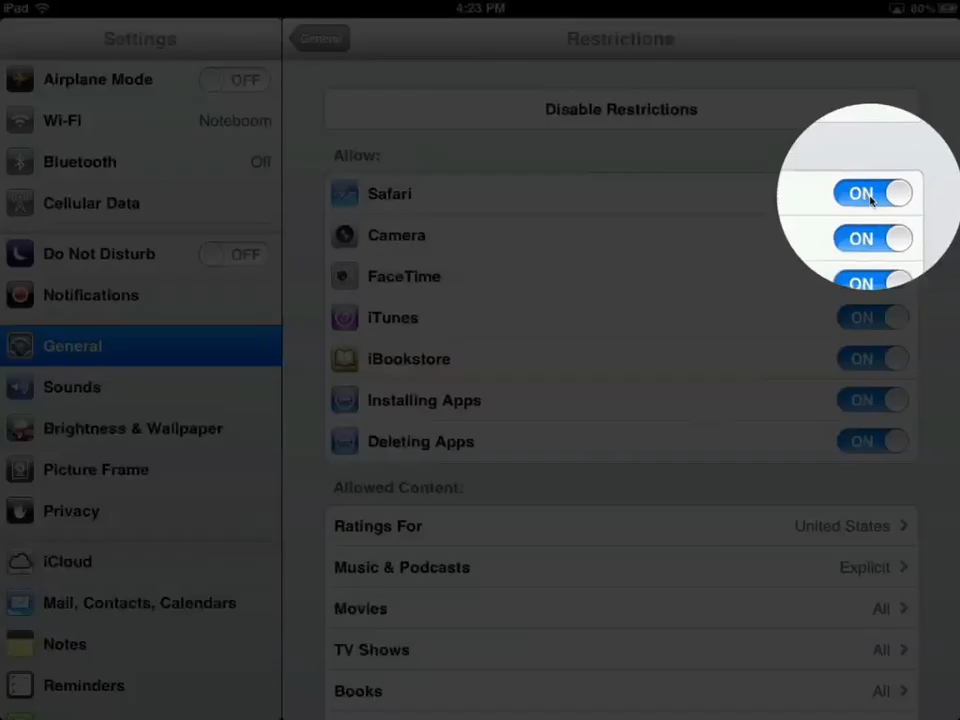 iPad 4:23 PM 80%
Settings
General
Restrictions
Airplane Mode OFF
Wi-Fi Noteboom
Bluetooth Off
Cellular Data
Do Not Disturb OFF
Notifications
General
Sounds
Brightness & Wallpaper
Picture Frame
Privacy
iCloud
Mail, Contacts, Calendars
Notes
Reminders
Disable Restrictions
Allow:
Safari ON
Camera ON
FaceTime ON
iTunes ON
iBookstore ON
Installing Apps ON
Deleting Apps ON
Allowed Content:
Ratings For United States
Music & Podcasts Explicit
Movies All
TV Shows All
Books All